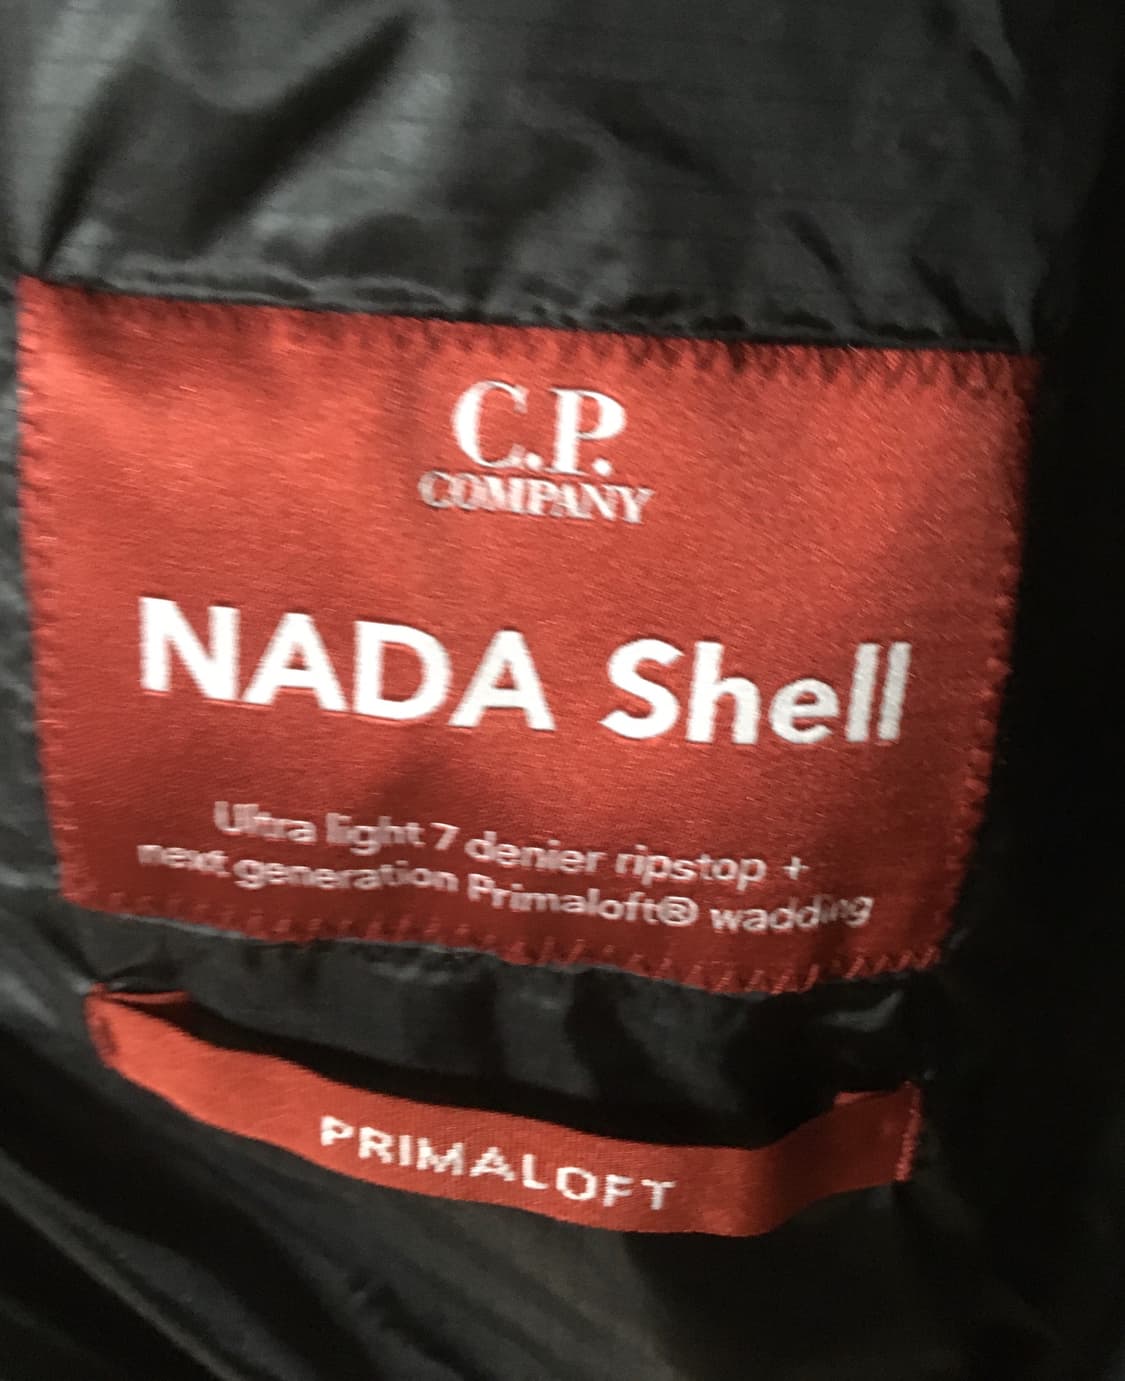 C.P.
COMPANY
NADA Shell
Ultra light 7 denier ripstop +
next generation Primaloft® wadding
PRIMALOFT